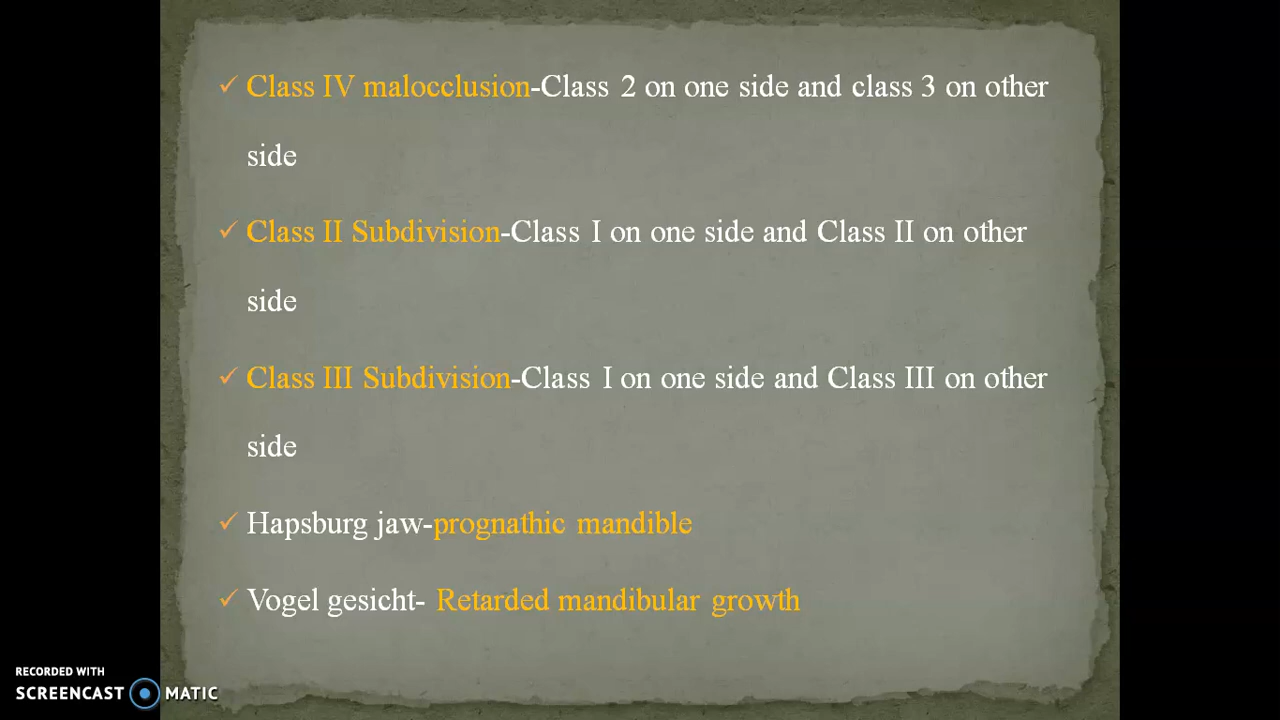 ✓ Class IV malocclusion-Class 2 on one side and class 3 on other
side
✓ Class II Subdivision-Class I on one side and Class II on other
side
✓ Class III Subdivision-Class I on one side and Class III on other
side
✓ Hapsburg jaw-prognathic mandible
✓ Vogel gesicht- Retarded mandibular growth
RECORDED WITH
SCREENCAST MATIC